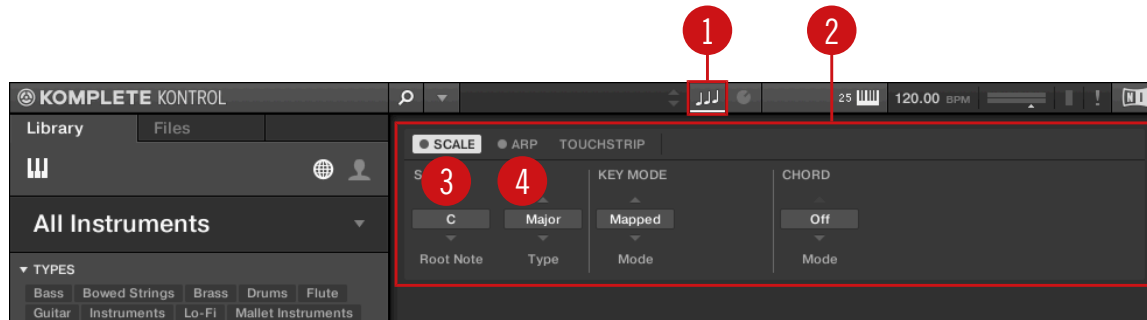 1 2
KOMPLETE KONTROL 25 120.00 BPM
Library Files
SCALE ARP TOUCHSTRIP
3 4 KEY MODE CHORD
All Instruments C Major Mapped Off
Root Note Type Mode Mode
TYPES
Bass Bowed Strings Brass Drums Flute
Guitar Instruments Lo-Fi Mallet Instruments